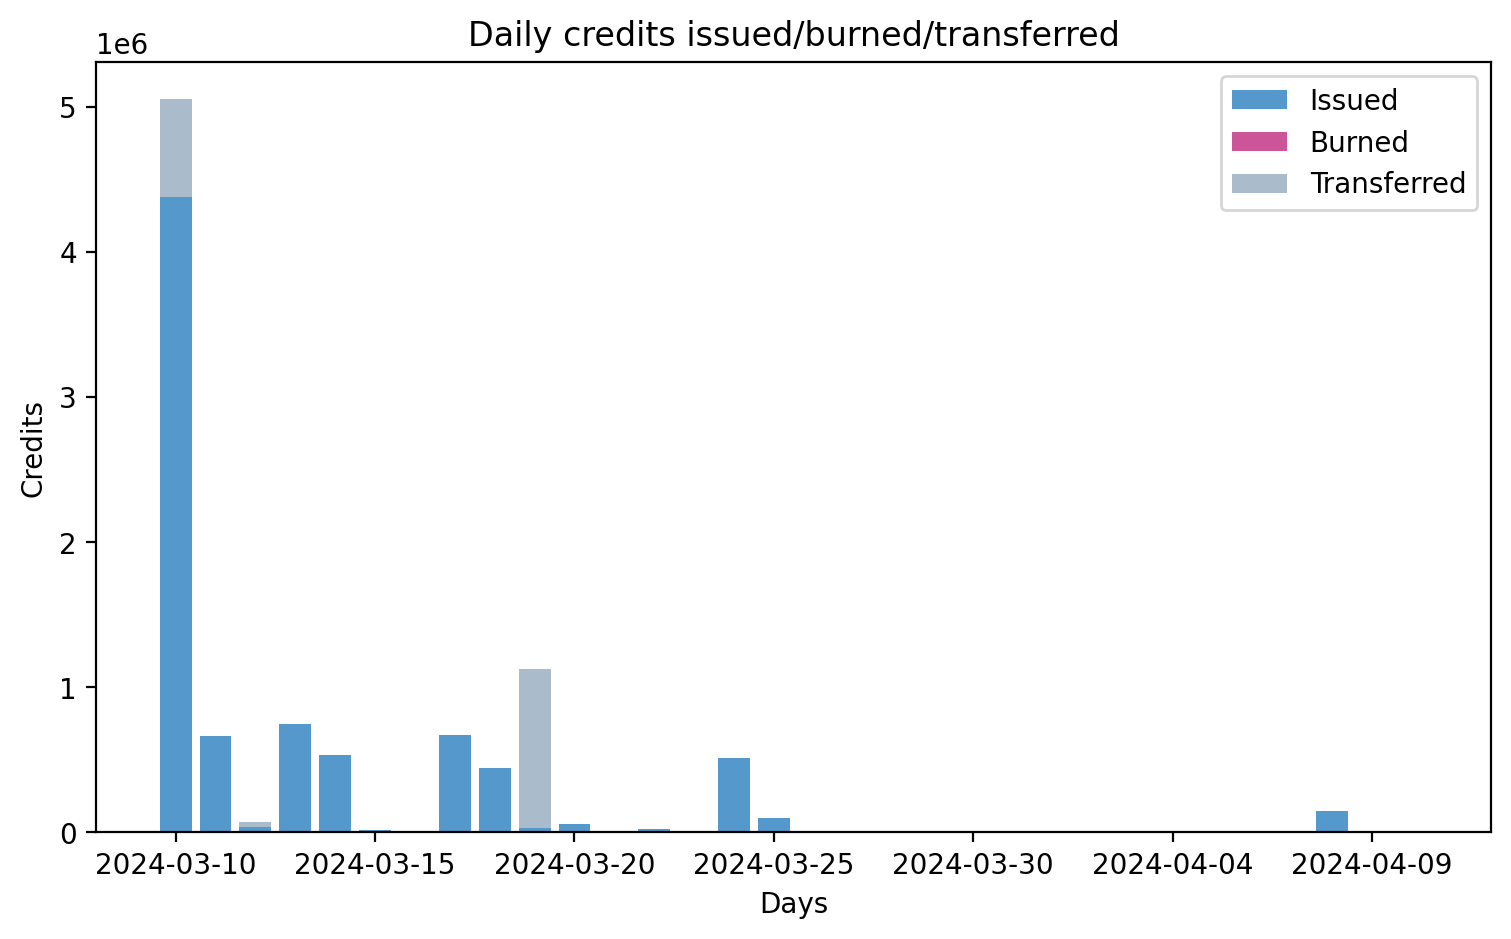 Daily credits issued/burned/transferred
1e6
Issued
Burned
Transferred
5
4
3
2
1
0
Credits
2024-03-10 2024-03-15 2024-03-20 2024-03-25 2024-03-30 2024-04-04 2024-04-09
Days